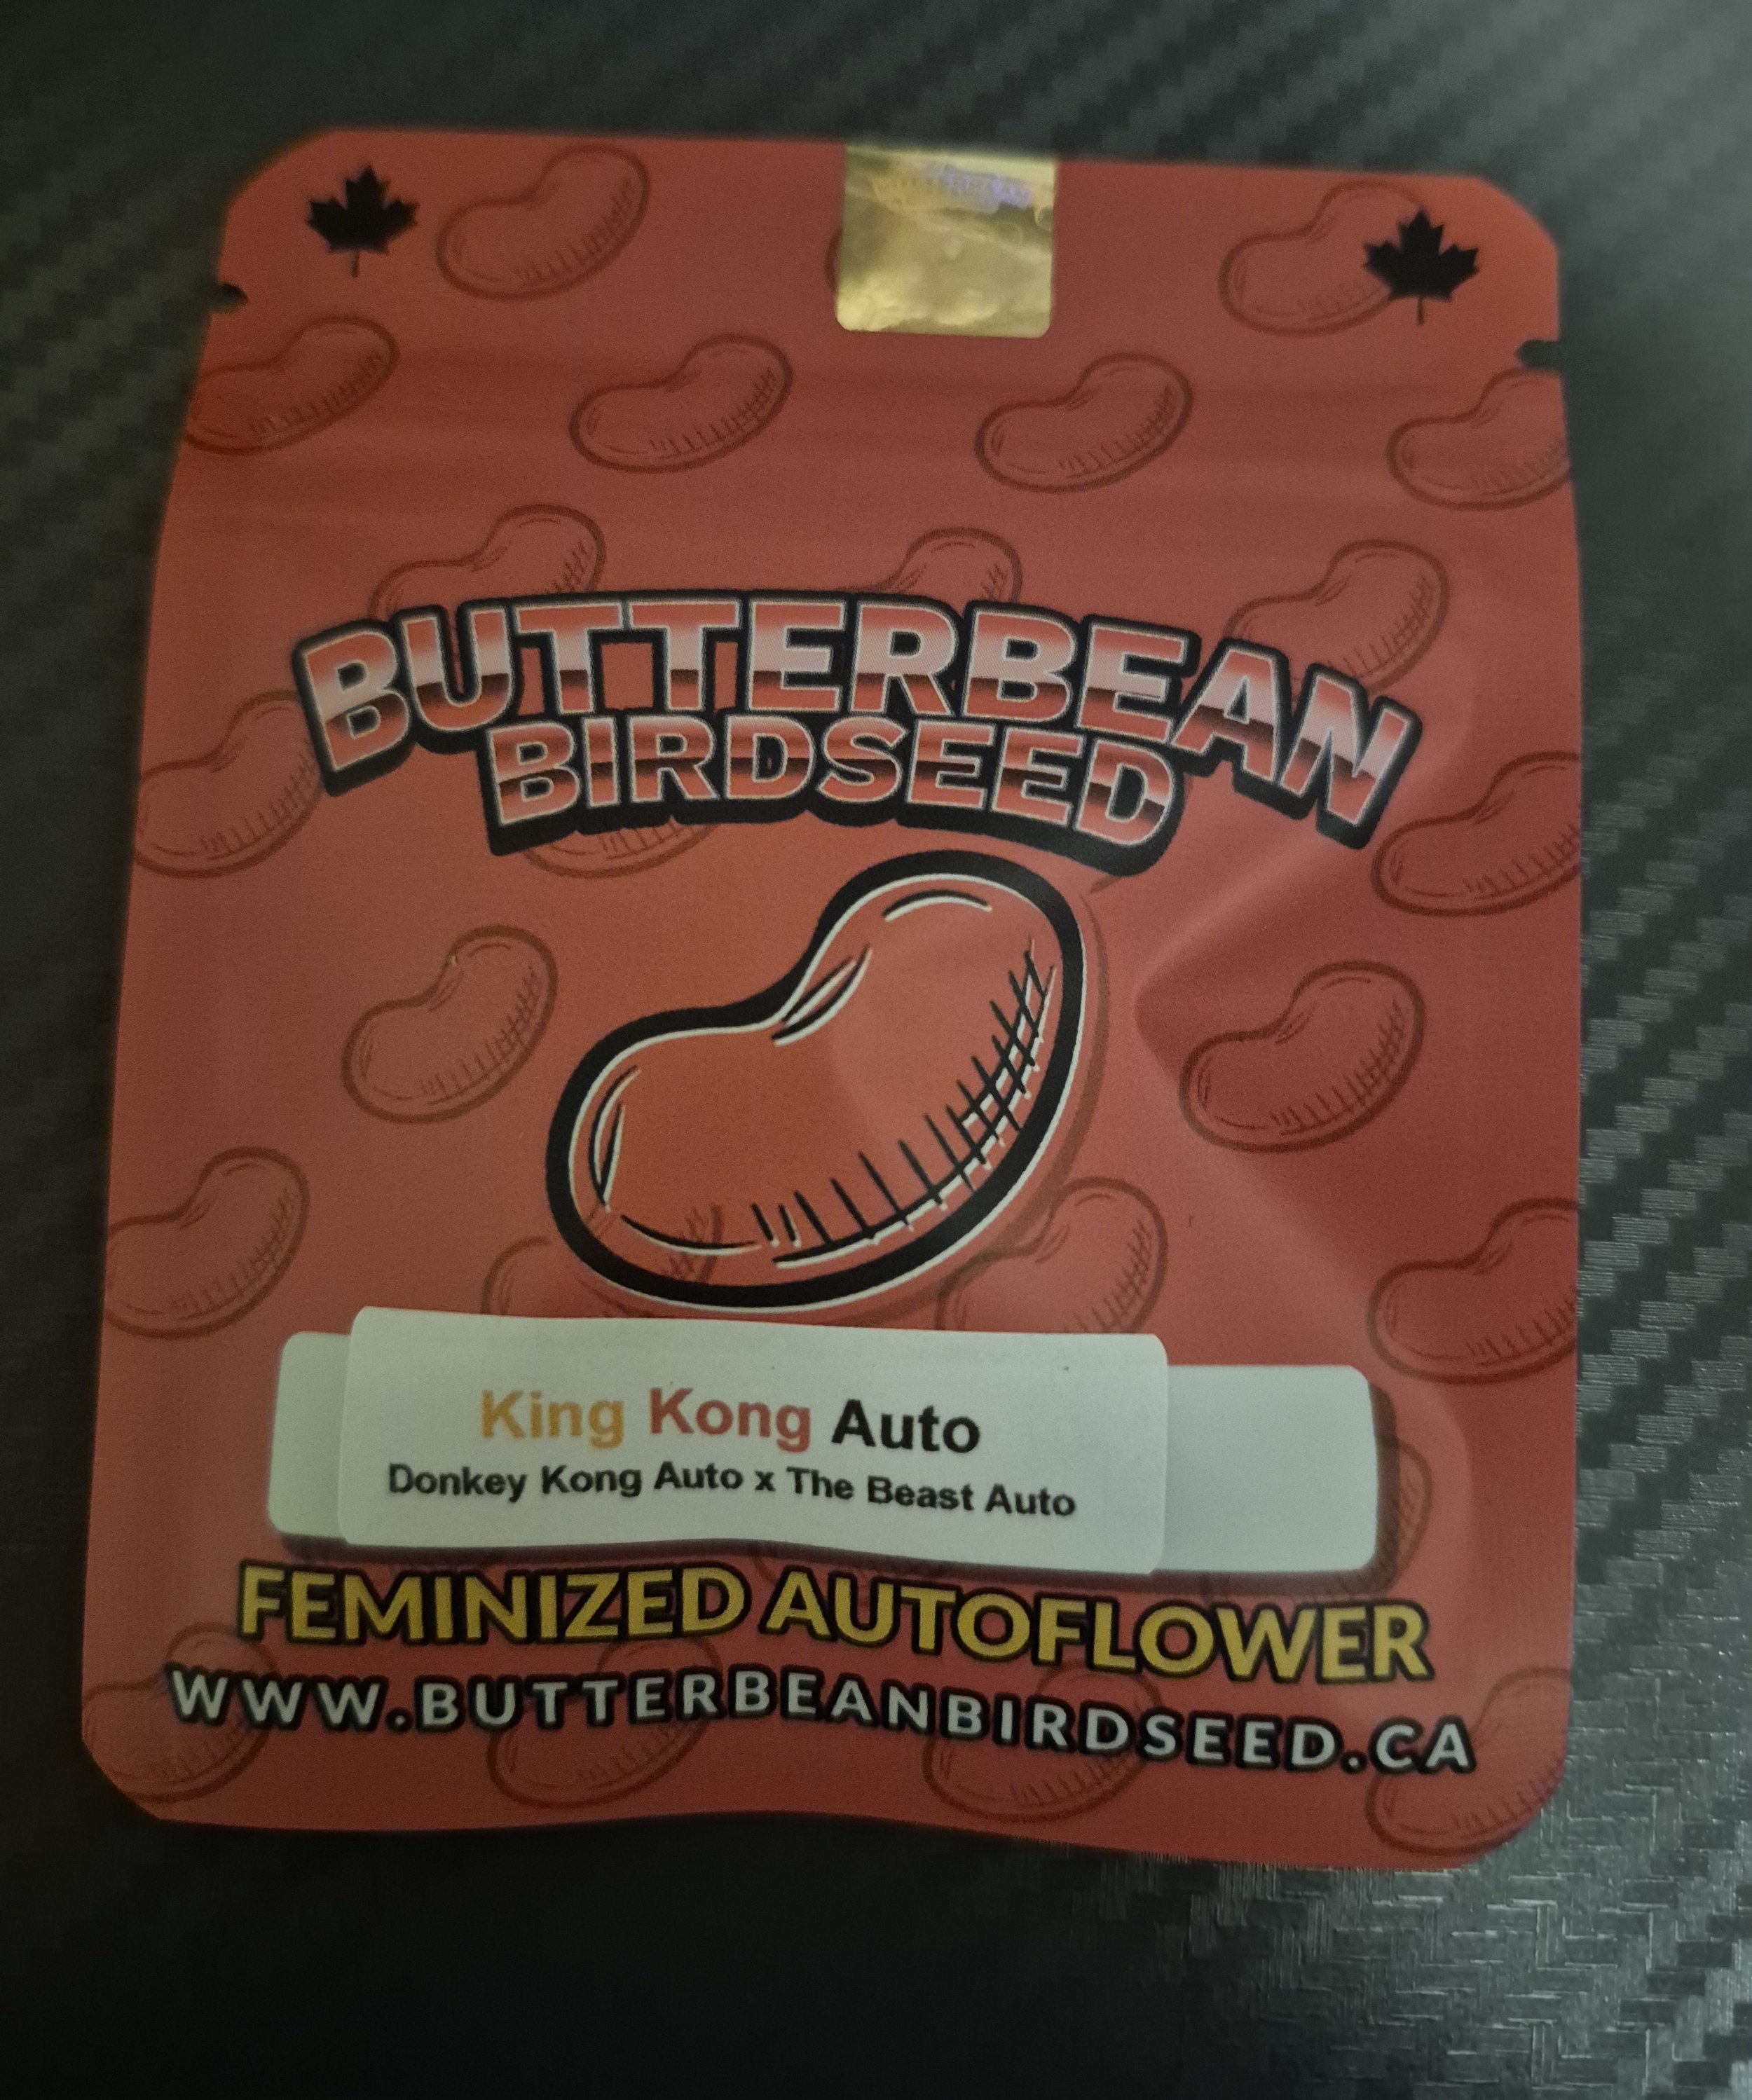 BUTTERBEAN
BIRDSEED
King Kong Auto
Donkey Kong Auto x The Beast Auto
FEMINIZED AUTOFLOWER
WWW.BUTTERBEANBIRDSEED.CA